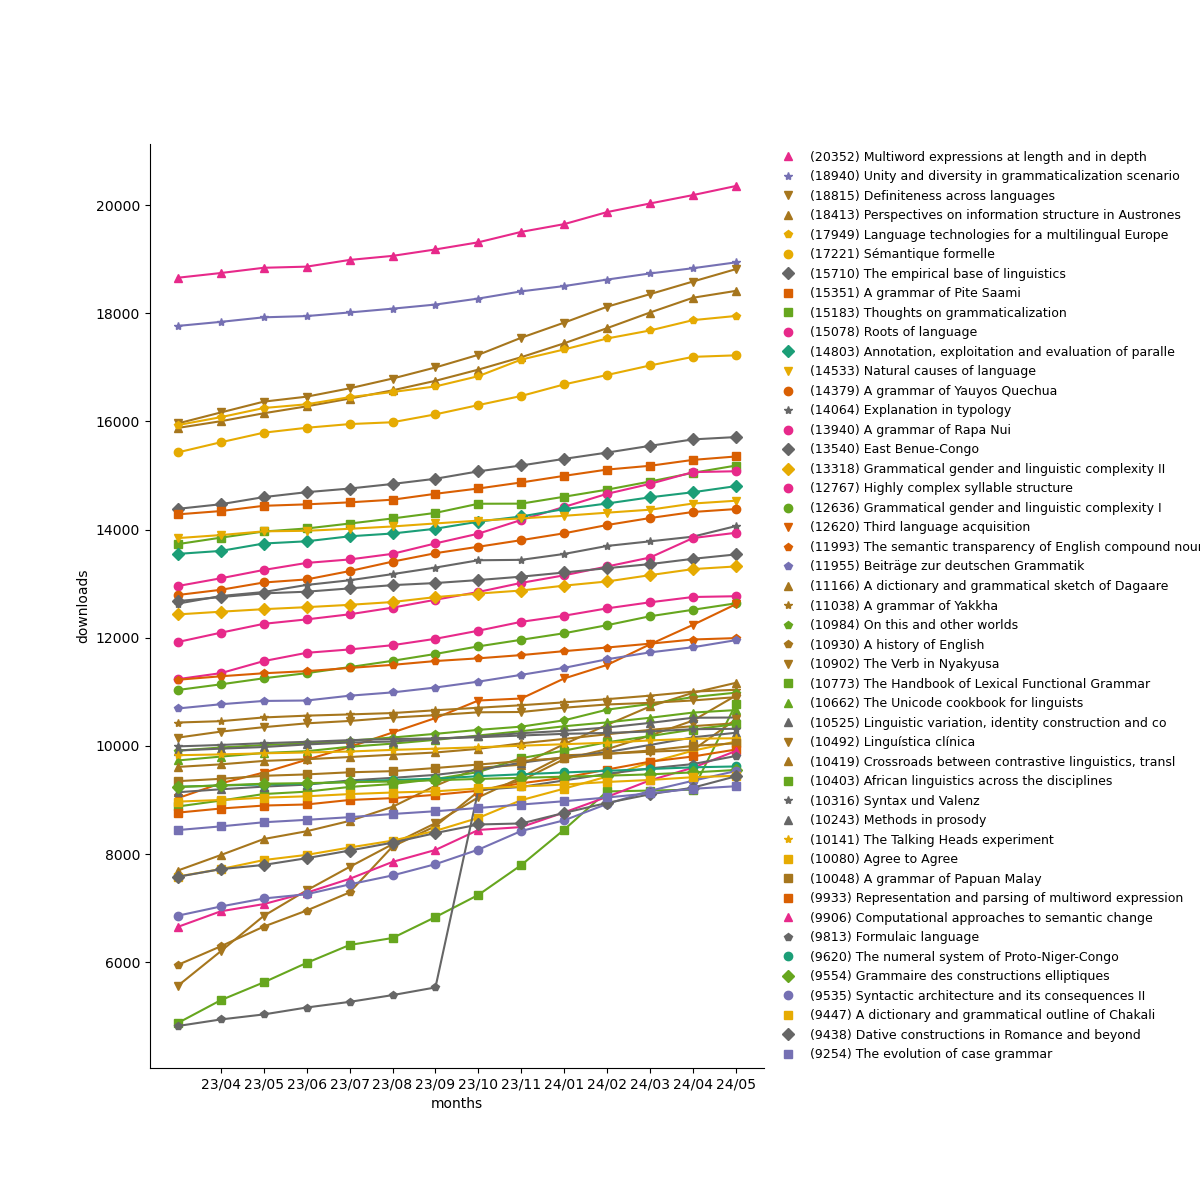 20000
18000
16000
14000
12000
10000
8000
6000
downloads
23/04 23/05 23/06 23/07 23/08 23/09 23/10 23/11 24/01 24/02 24/03 24/04 24/05
months
(20352) Multiword expressions at length and in depth
(18940) Unity and diversity in grammaticalization scenario
(18815) Definiteness across languages
(18413) Perspectives on information structure in Austrones
(17949) Language technologies for a multilingual Europe
(17221) Sémantique formelle
(15710) The empirical base of linguistics
(15351) A grammar of Pite Saami
(15183) Thoughts on grammaticalization
(15078) Roots of language
(14803) Annotation, exploitation and evaluation of paralle
(14533) Natural causes of language
(14379) A grammar of Yauyos Quechua
(14064) Explanation in typology
(13940) A grammar of Rapa Nui
(13540) East Benue-Congo
(13318) Grammatical gender and linguistic complexity II
(12767) Highly complex syllable structure
(12636) Grammatical gender and linguistic complexity I
(12620) Third language acquisition
(11993) The semantic transparency of English compound nour
(11955) Beiträge zur deutschen Grammatik
(11166) A dictionary and grammatical sketch of Dagaare
(11038) A grammar of Yakkha
(10984) On this and other worlds
(10930) A history of English
(10902) The Verb in Nyakyusa
(10773) The Handbook of Lexical Functional Grammar
(10662) The Unicode cookbook for linguists
(10525) Linguistic variation, identity construction and co
(10492) Linguística clínica
(10419) Crossroads between contrastive linguistics, transl
(10403) African linguistics across the disciplines
(10316) Syntax und Valenz
(10243) Methods in prosody
(10141) The Talking Heads experiment
(10080) Agree to Agree
(10048) A grammar of Papuan Malay
(9933) Representation and parsing of multiword expression
(9906) Computational approaches to semantic change
(9813) Formulaic language
(9620) The numeral system of Proto-Niger-Congo
(9554) Grammaire des constructions elliptiques
(9535) Syntactic architecture and its consequences II
(9447) A dictionary and grammatical outline of Chakali
(9438) Dative constructions in Romance and beyond
(9254) The evolution of case grammar